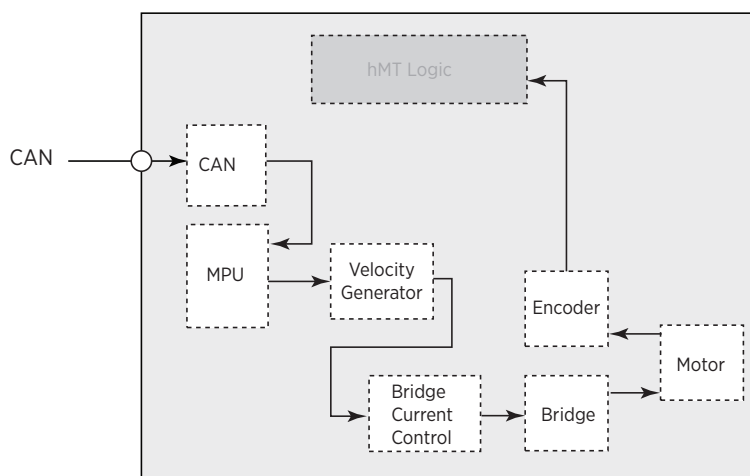 hMT Logic
CAN
CAN
MPU
Velocity
Generator
Encoder
Motor
Bridge
Current
Control
Bridge